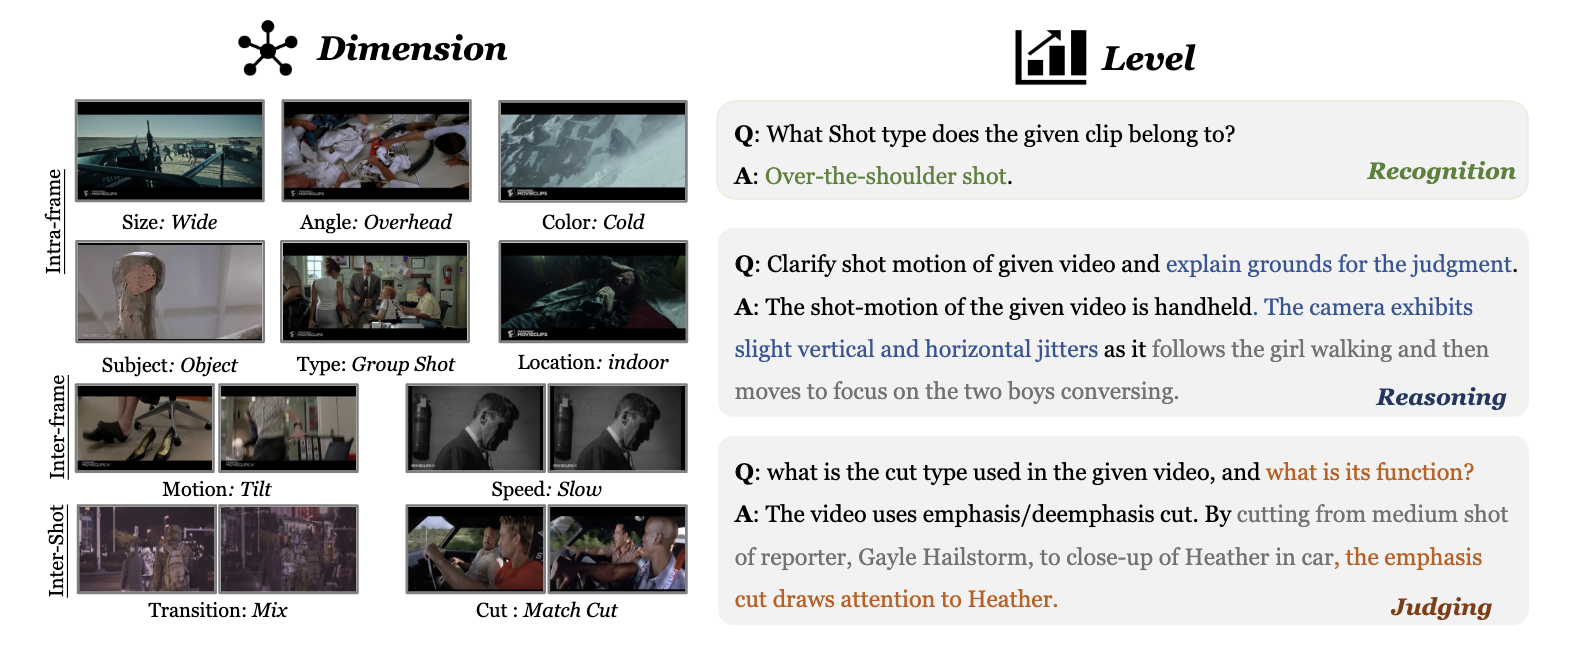 Dimension
Intra-frame
Size: Wide
Angle: Overhead
Color: Cold
Subject: Object
Type: Group Shot
Location: indoor
Inter-frame
Motion: Tilt
Speed: Slow
Inter-Shot
Transition: Mix
Cut : Match Cut
Level
Q: What Shot type does the given clip belong to?
A: Over-the-shoulder shot.
Recognition
Q: Clarify shot motion of given video and explain grounds for the judgment.
A: The shot-motion of the given video is handheld. The camera exhibits
slight vertical and horizontal jitters as it follows the girl walking and then
moves to focus on the two boys conversing.
Reasoning
Q: what is the cut type used in the given video, and what is its function?
A: The video uses emphasis/deemphasis cut. By cutting from medium shot
of reporter, Gayle Hailstorm, to close-up of Heather in car, the emphasis
cut draws attention to Heather.
Judging